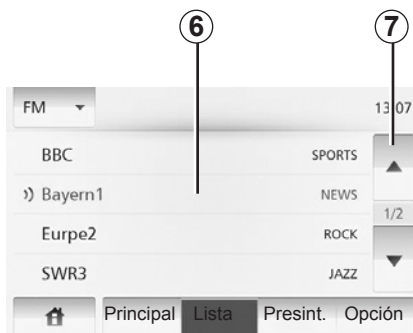 6 7
FM 13:07
BBC SPORTS
Bayern1 NEWS
1/2
Eurpe2 ROCK
SWR3 JAZZ
Principal Lista Presint. Opción